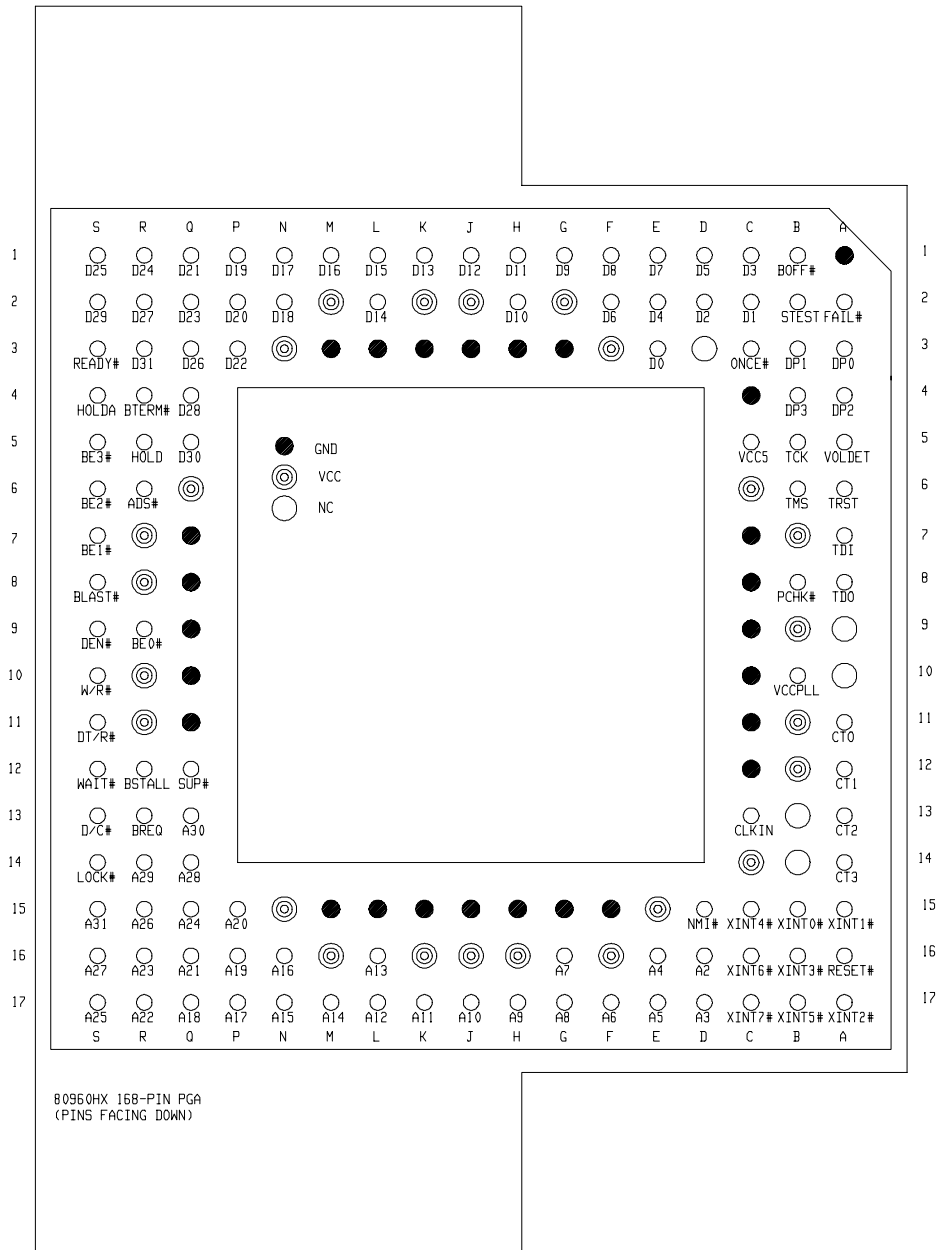 S R Q P N M L K J H G F E D C B A
1 1
D25 D24 D21 D19 D17 D16 D15 D13 D12 D11 D9 D8 D7 D5 D3 BOFF#
2 2
D29 D27 D23 D20 D18 D14 D10 D6 D4 D2 D1 STEST FAIL#
3 3
READY# D31 D26 D22 D0 ONCE# DP1 DP0
4 4
HOLDA BTERM# D28 DP3 DP2
5 5
BE3# HOLD D30 GND VCC5 TCK VOLDET
VCC
6 6
BE2# ADS# NC TMS TRST
7 7
BE1# TDI
8 8
BLAST# PCHK# TDO
9 9
DEN# BE0#
10 10
W/R# VCCPLL
11 11
DT/R# CT0
12 12
WAIT# BSTALL SUP# CT1
13 13
D/C# BREQ A30 CLKIN CT2
14 14
LOCK# A29 A28 CT3
15 15
A31 A26 A24 A20 NMI# XINT4# XINT0# XINT1#
16 16
A27 A23 A21 A19 A16 A13 A7 A4 A2 XINT6# XINT3# RESET#
17 17
A25 A22 A18 A17 A15 A14 A12 A11 A10 A9 A8 A6 A5 A3 XINT7# XINT5# XINT2#
S R Q P N M L K J H G F E D C B A
80960HX 168-PIN PGA
(PINS FACING DOWN)